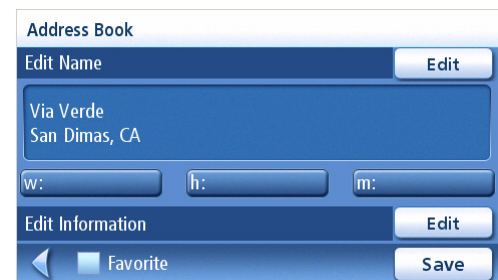 Address Book
Edit Name Edit
Via Verde
San Dimas, CA
w: h: m:
Edit Information Edit
Favorite Save